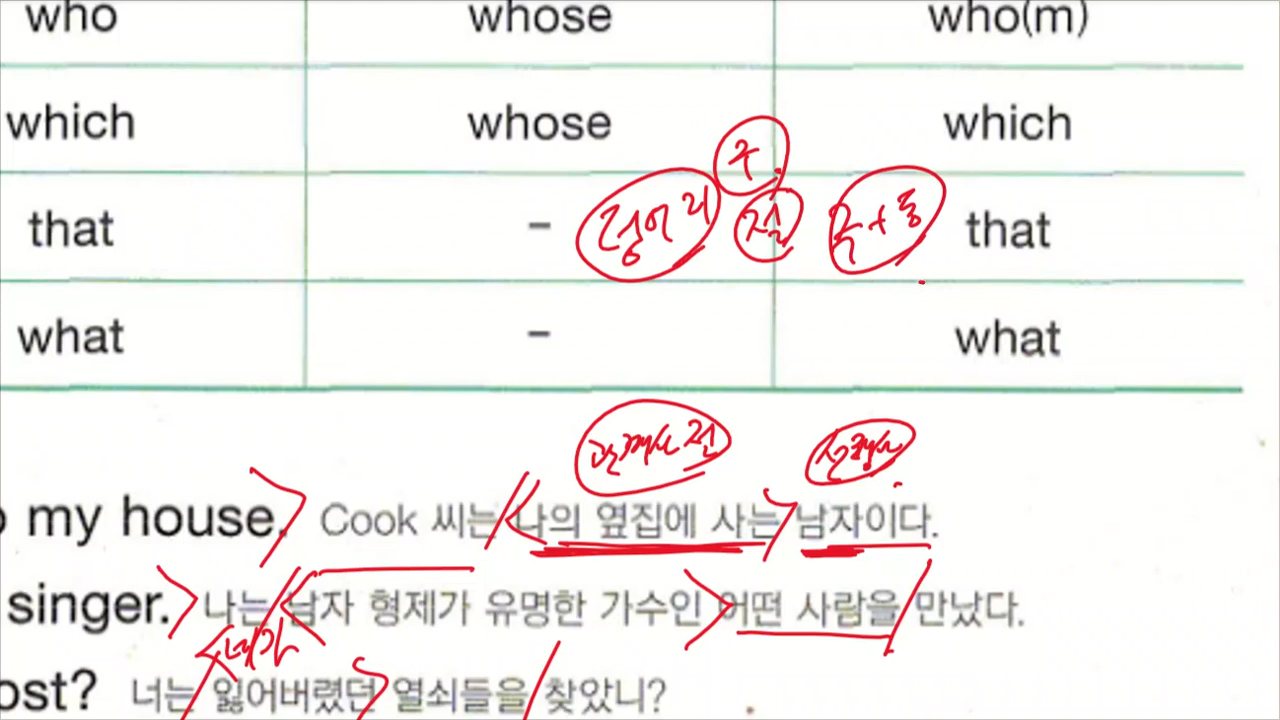 who whose who(m)
which whose which
주
that - 덩어리 절 주+동 that
what - what
관계사절 선행사
o my house. Cook 씨는 나의 옆집에 사는 남자이다.
singer. 나는 남자 형제가 유명한 가수인 어떤 사람을 만났다.
네가
ost? 너는 잃어버렸던 열쇠들을 찾았니?